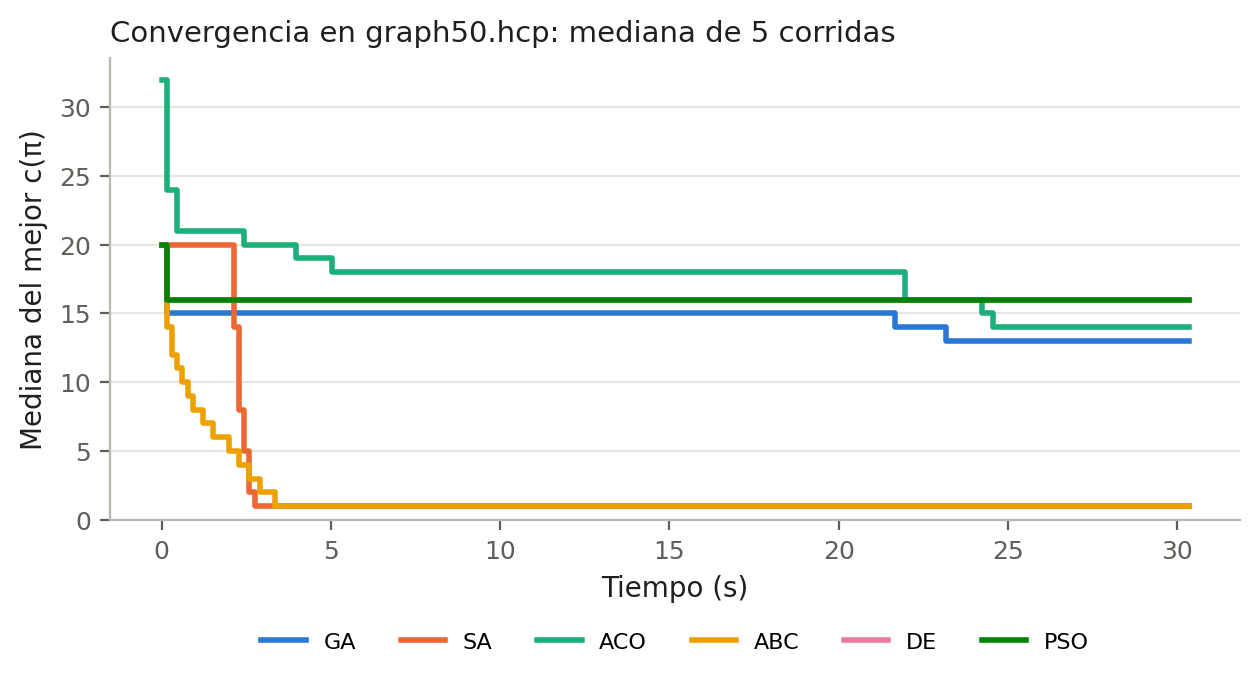 Convergencia en graph50.hcp: mediana de 5 corridas
Mediana del mejor c(π)
30
25
20
15
10
5
0
0 5 10 15 20 25 30
Tiempo (s)
GA SA ACO ABC DE PSO